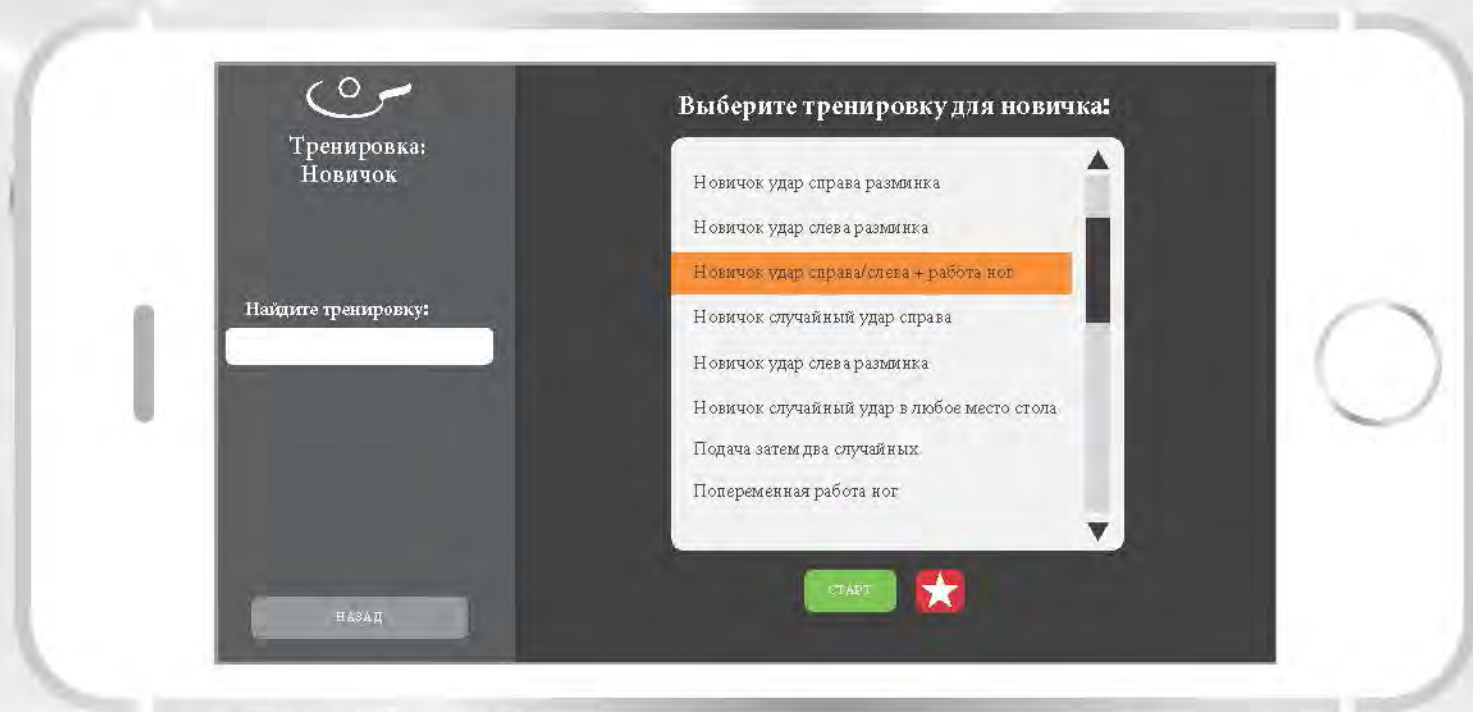 Тренировка:
Новичок
Найдите тренировку:
НАЗАД
Выберите тренировку для новичка:
Новичок удар справа разминка
Новичок удар слева разминка
Новичок удар справа/слева + работа ног
Новичок случайный удар справа
Новичок удар слева разминка
Новичок случайный удар в любое место стола
Подача затем два случайных
Попеременная работа ног
СТАРТ